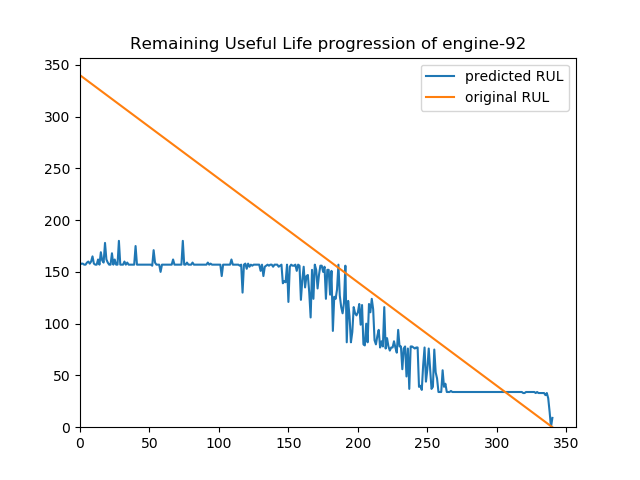 Remaining Useful Life progression of engine-92
350
predicted RUL
original RUL
300
250
200
150
100
50
0
0 50 100 150 200 250 300 350